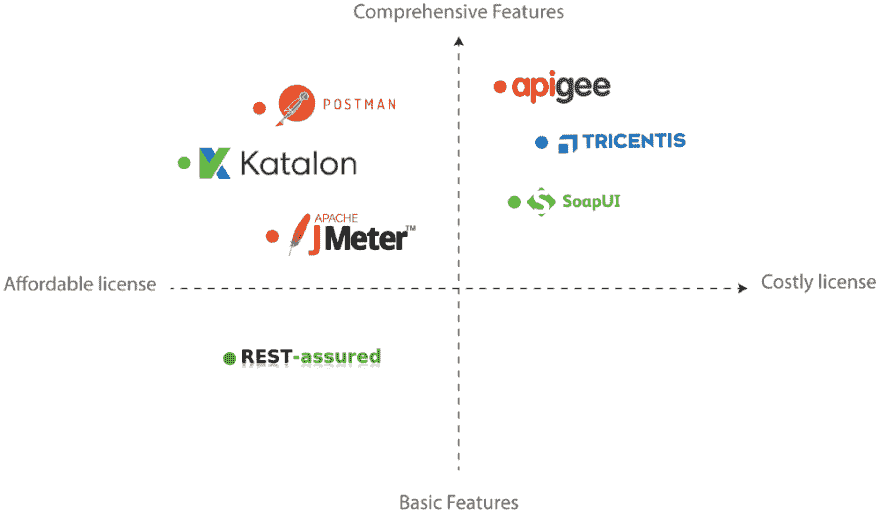 Comprehensive Features
apigee
POSTMAN
TRICENTIS
Katalon
S SoapUI
APACHE
JMeter™
Affordable license
Costly license
REST-assured
Basic Features